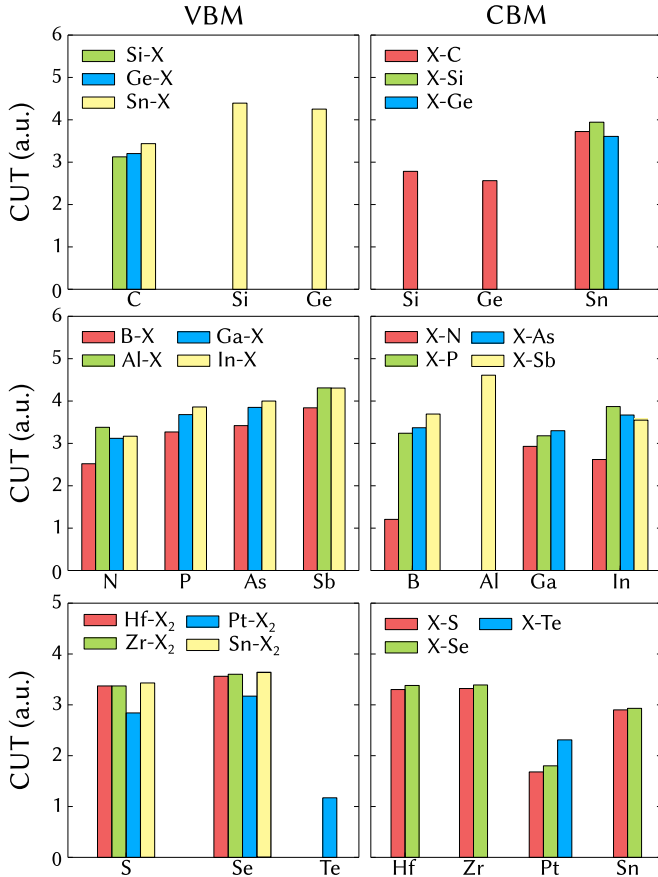 VBM
CBM
CUT (a.u.)
6
5
4
3
2
1
0
Si-X
Ge-X
Sn-X
C
Si
Ge
X-C
X-Si
X-Ge
Si
Ge
Sn
CUT (a.u.)
6
5
4
3
2
1
0
B-X
Ga-X
Al-X
In-X
N
P
As
Sb
X-N
X-As
X-P
X-Sb
B
Al
Ga
In
CUT (a.u.)
5
4
3
2
1
0
Hf-X₂
Pt-X₂
Zr-X₂
Sn-X₂
S
Se
Te
X-S
X-Te
X-Se
Hf
Zr
Pt
Sn